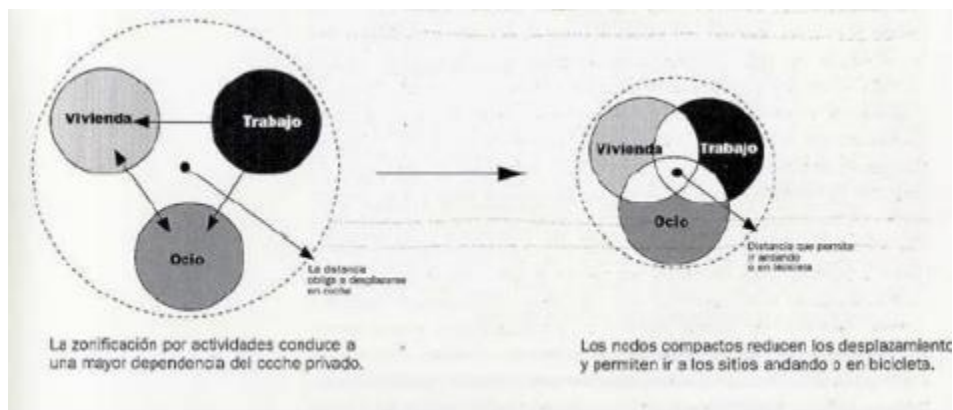 Vivienda
Trabajo
Ocio
La distancia
obliga a desplazarse
en coche
La zonificación por actividades conduce a
una mayor dependencia del coche privado.
Vivienda
Trabajo
Ocio
Distancia que permite
ir andando
o en bicicleta
Los nodos compactos reducen los desplazamiento
y permiten ir a los sitios andando o en bicicleta.